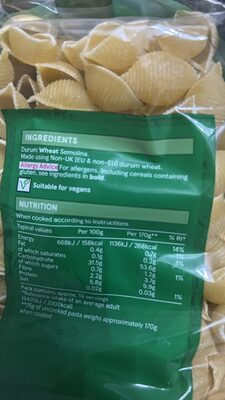 INGREDIENTS
Durum Wheat Semolina.
Made using Non-UK (EU & non-EU) durum wheat.
Allergy Advice For allergens, including cereals containing
gluten, see ingredients in bold.
V Suitable for vegans
NUTRITION
When cooked according to instructions
Typical values Per 100g Per 170g** % RI*
Energy 668kJ / 158kcal 1136kJ / 268kcal 14%
Fat 0.4g 0.7g 1%
of which saturates 0.1g 0.2g 1%
Carbohydrate 31.5g 53.6g
of which sugars 0.7g 1.2g 1%
Fibre 2.2g 3.7g
Protein 5.8g 9.9g
Salt 0.02g 0.03g 1%
Pack contains approx. 13 servings
*Reference intake of an average adult
(8400kJ / 2000kcal)
**75g of uncooked pasta weighs approximately 170g
when cooked